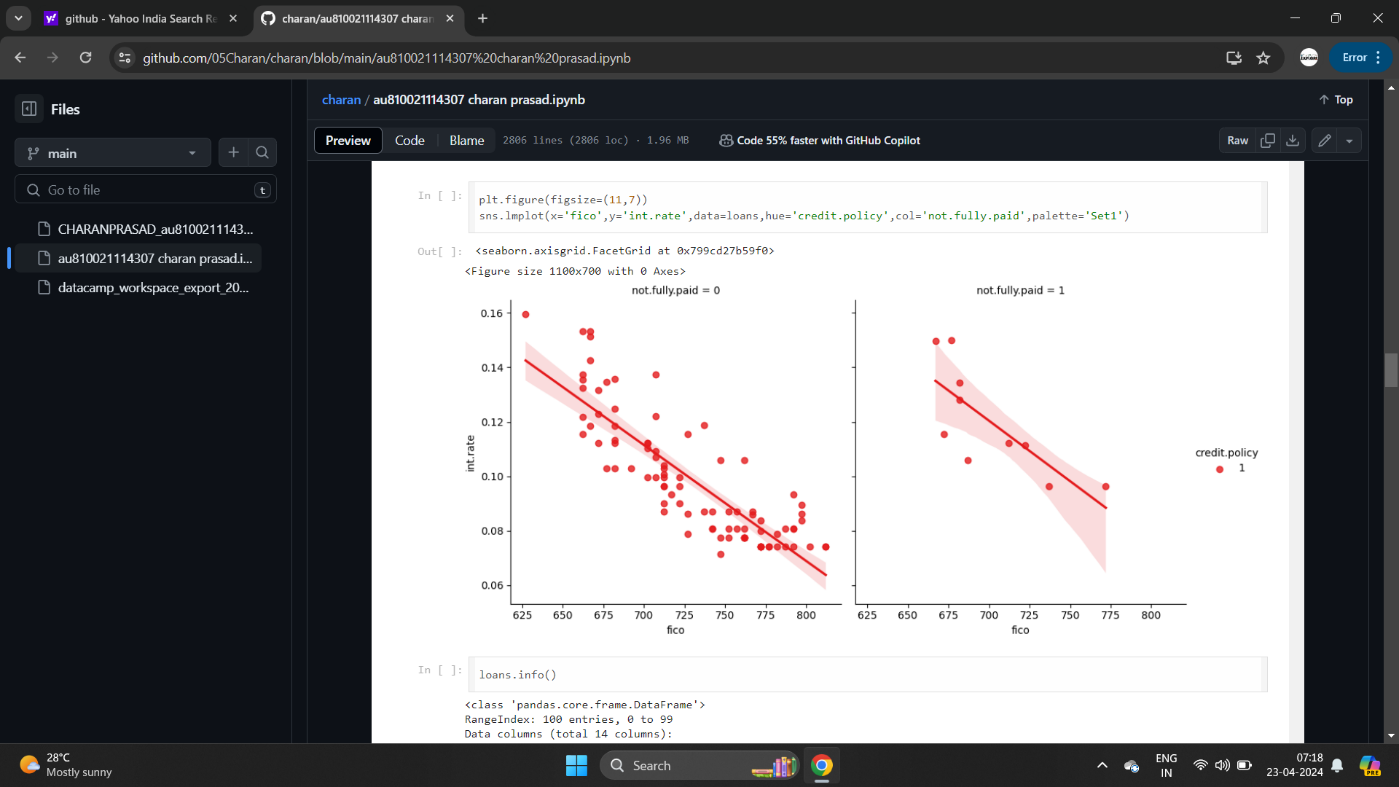 github - Yahoo India Search Re
charan/au810021114307 charan
github.com/05Charan/charan/blob/main/au810021114307%20charan%20prasad.ipynb
Error
Files
main
Go to file
t
CHARANPRASAD_au8100211143...
au810021114307 charan prasad.i...
datacamp_workspace_export_20...
charan / au810021114307 charan prasad.ipynb
Top
Preview
Code
Blame
2806 lines (2806 loc) · 1.96 MB
Code 55% faster with GitHub Copilot
Raw
In [ ]:
plt.figure(figsize=(11,7))
sns.lmplot(x='fico',y='int.rate',data=loans,hue='credit.policy',col='not.fully.paid',palette='Set1')
Out[ ]:
<seaborn.axisgrid.FacetGrid at 0x799cd27b59f0>
<Figure size 1100x700 with 0 Axes>
not.fully.paid = 0
not.fully.paid = 1
0.16
0.14
0.12
0.10
0.08
0.06
int.rate
625 650 675 700 725 750 775 800
fico
625 650 675 700 725 750 775 800
fico
credit.policy
1
In [ ]:
loans.info()
<class 'pandas.core.frame.DataFrame'>
RangeIndex: 100 entries, 0 to 99
Data columns (total 14 columns):
28°C
Mostly sunny
Search
ENG
IN
07:18
23-04-2024
PRE